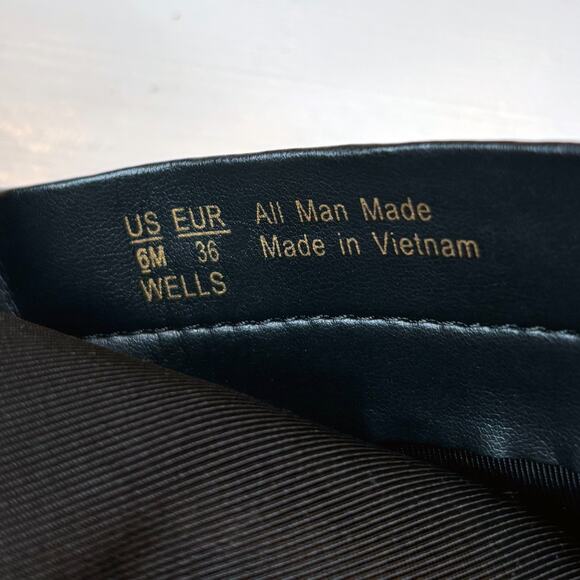 US EUR All Man Made
6M 36 Made in Vietnam
WELLS